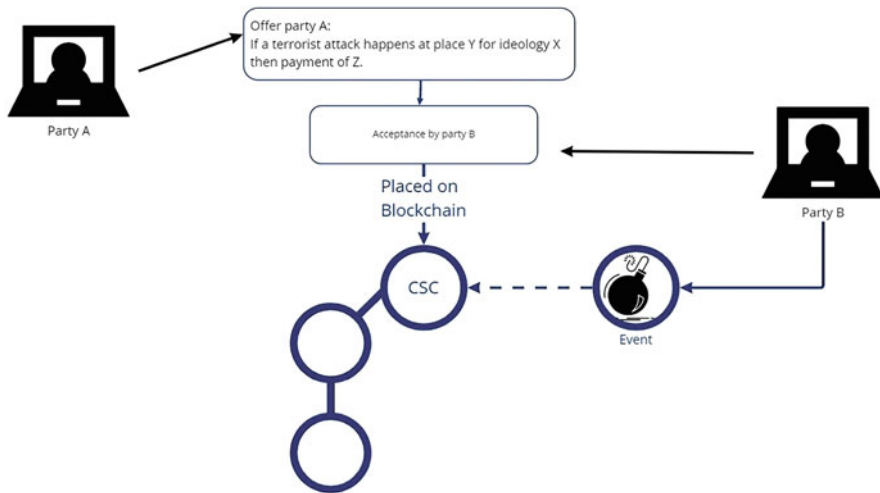 Offer party A:
If a terrorist attack happens at place Y for ideology X
then payment of Z.
Party A
Acceptance by party B
Placed on
Blockchain
Party B
CSC
Event